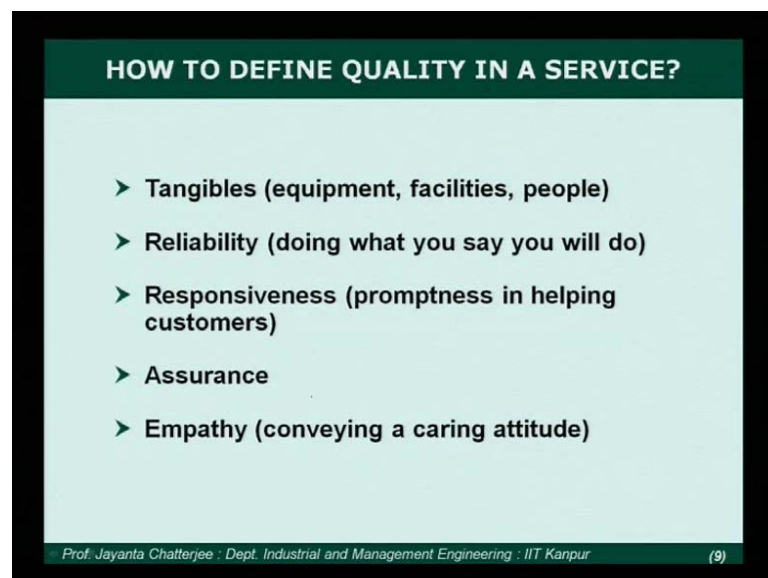 HOW TO DEFINE QUALITY IN A SERVICE?
➤ Tangibles (equipment, facilities, people)
➤ Reliability (doing what you say you will do)
➤ Responsiveness (promptness in helping
customers)
➤ Assurance
➤ Empathy (conveying a caring attitude)
Prof. Jayanta Chatterjee : Dept. Industrial and Management Engineering : IIT Kanpur (9)